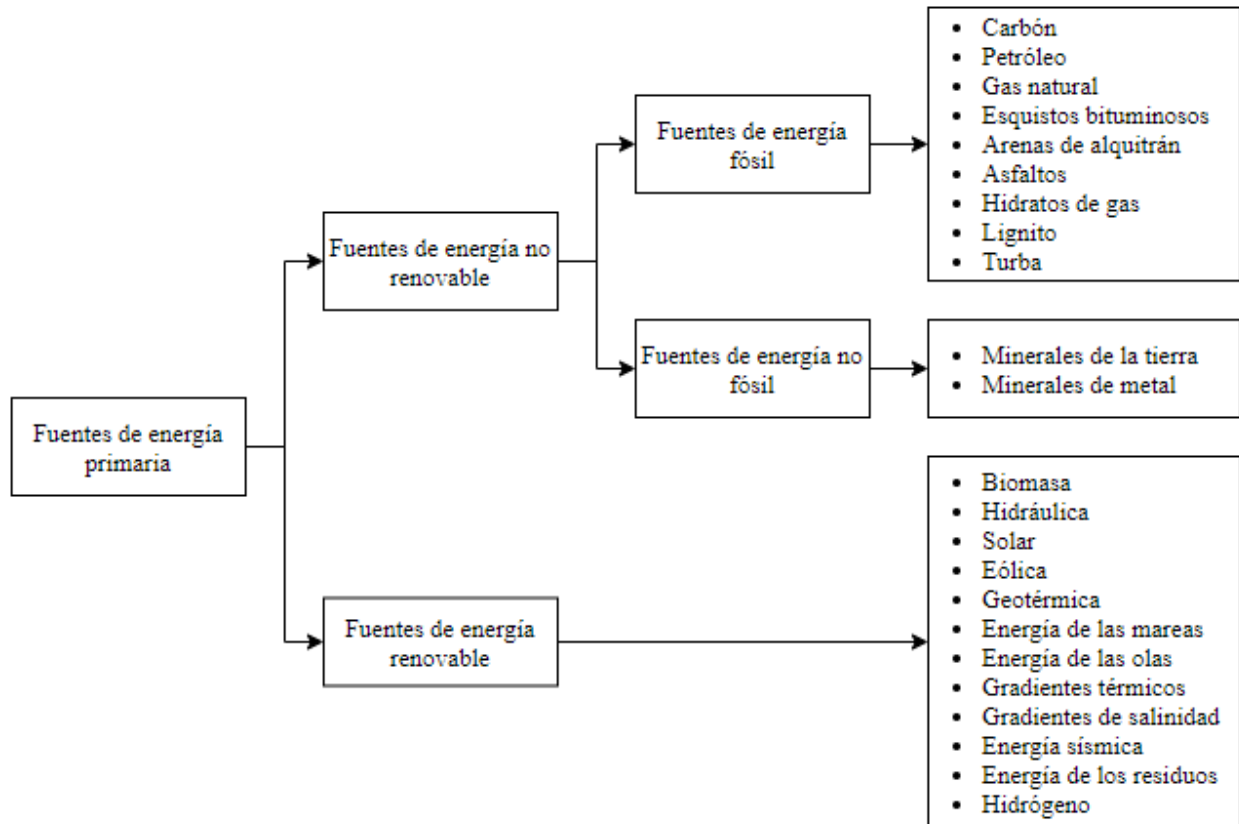 Fuentes de energía
primaria
Fuentes de energía no
renovable
Fuentes de energía
fósil
• Carbón
• Petróleo
• Gas natural
• Esquistos bituminosos
• Arenas de alquitrán
• Asfaltos
• Hidratos de gas
• Lignito
• Turba
Fuentes de energía no
fósil
• Minerales de la tierra
• Minerales de metal
Fuentes de energía
renovable
• Biomasa
• Hidráulica
• Solar
• Eólica
• Geotérmica
• Energía de las mareas
• Energía de las olas
• Gradientes térmicos
• Gradientes de salinidad
• Energía sísmica
• Energía de los residuos
• Hidrógeno